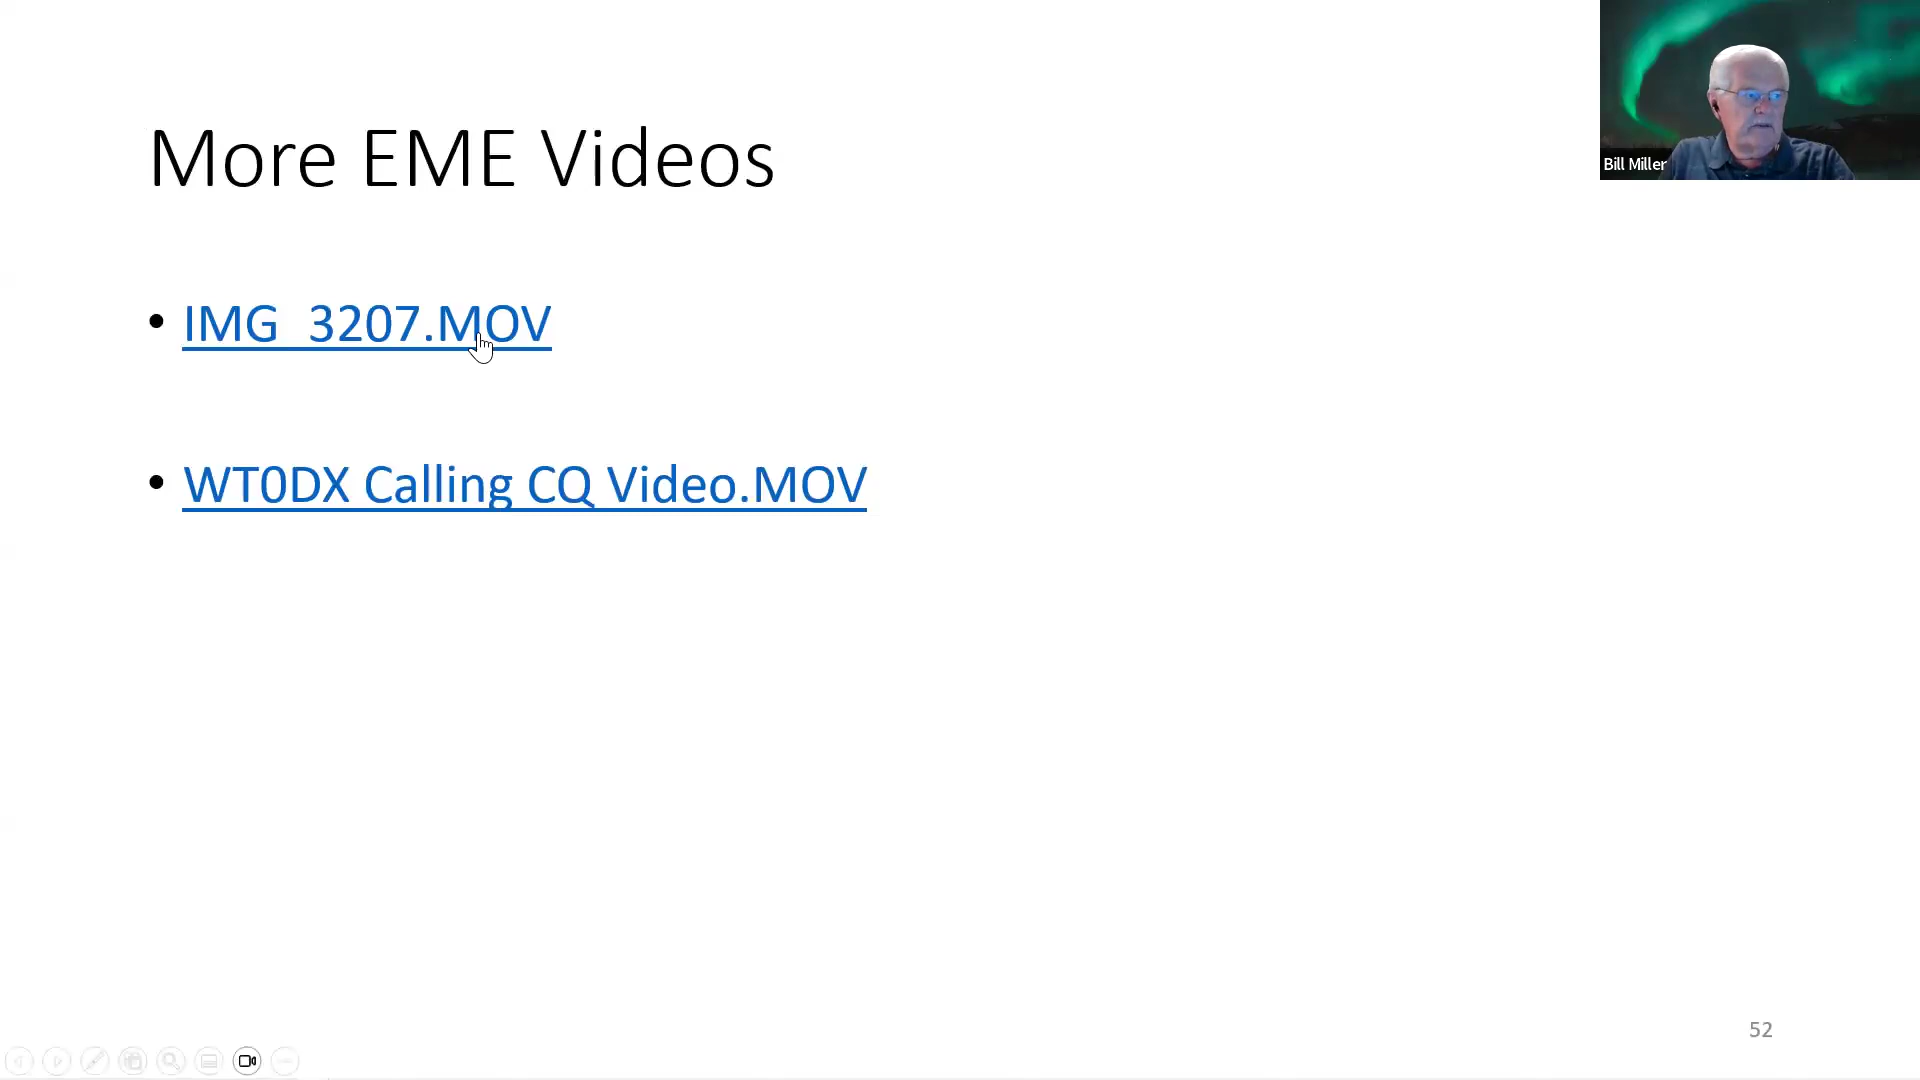 More EME Videos
• IMG_3207.MOV
• WT0DX Calling CQ Video.MOV
Bill Miller
52